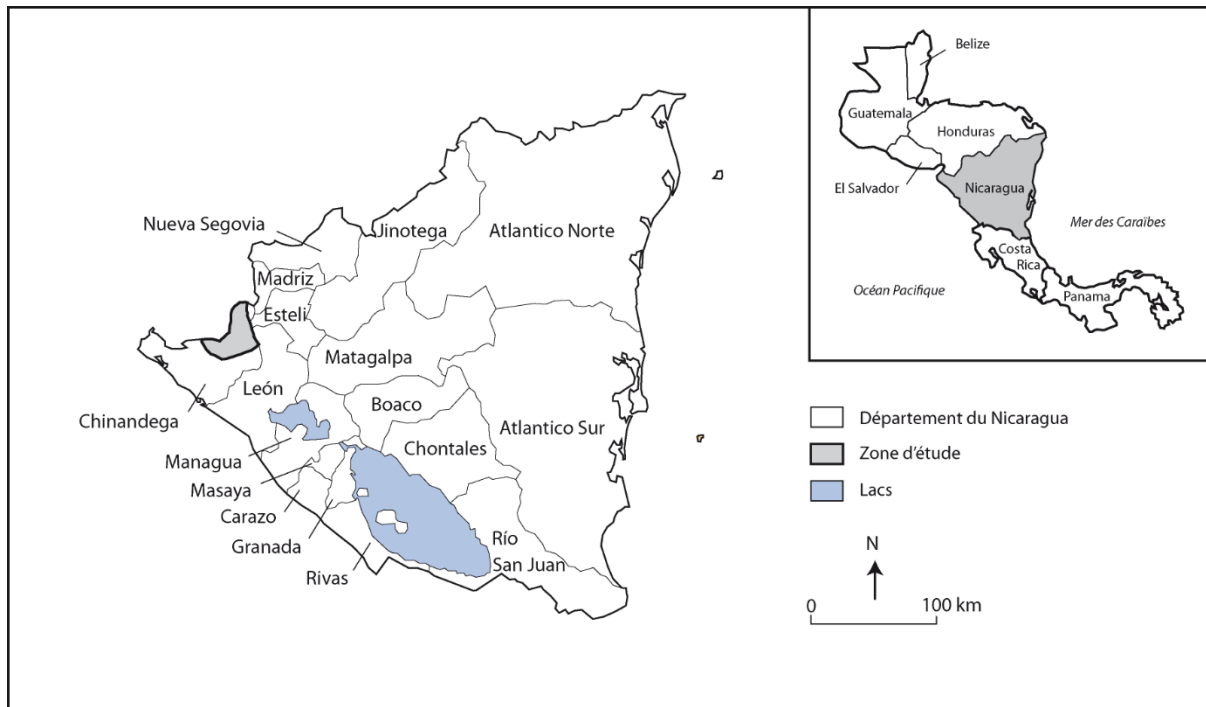 Nueva Segovia
Jinotega
Atlantico Norte
Madriz
Esteli
Matagalpa
León
Chinandega
Boaco
Atlantico Sur
Chontales
Managua
Masaya
Carazo
Granada
Rivas
Río
San Juan
Belize
Guatemala
Honduras
El Salvador
Nicaragua
Mer des Caraïbes
Costa
Rica
Océan Pacifique
Panama
Département du Nicaragua
Zone d'étude
Lacs
N
0 100 km